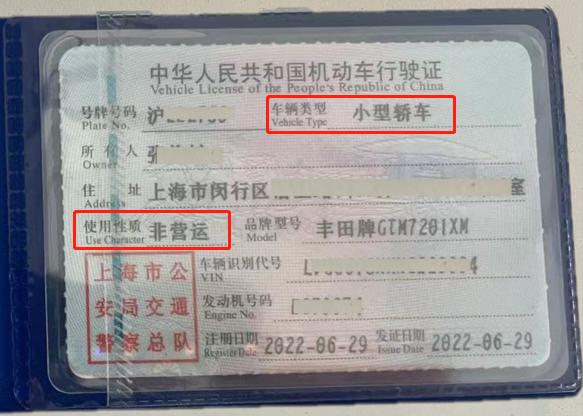 中华人民共和国机动车行驶证
Vehicle License of the People's Republic of China
号牌号码 沪 车辆类型 小型轿车
Plate No. Vehicle Type
所有人 张
Owner
住址 上海市闵行区 室
Address
使用性质 非营运 品牌型号 丰田牌GTM7201XM
Use Character Model
上海市公 车辆识别代号 L 4
VIN
安局交通 发动机号码
Engine No.
警察总队 注册日期 2022-06-29 发证日期 2022-06-29
Register Date Issue Date